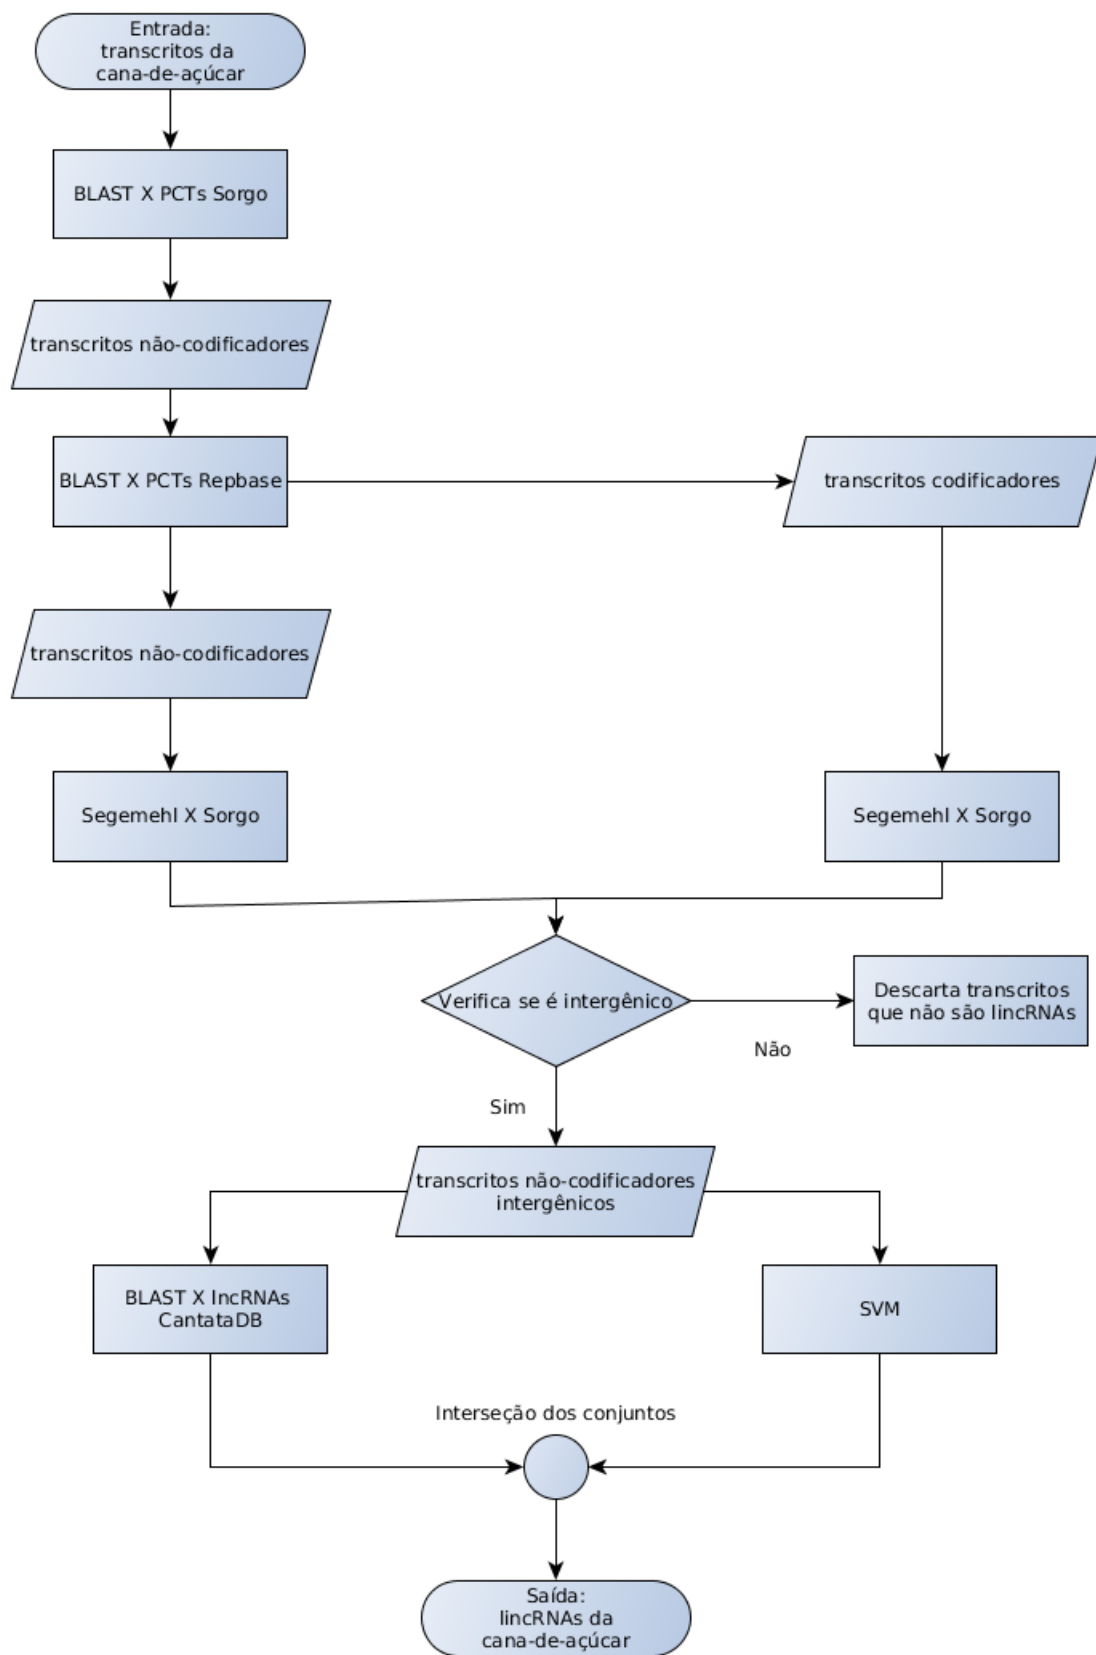 Entrada:
transcritos da
cana-de-açúcar
BLAST X PCTs Sorgo
transcritos não-codificadores
BLAST X PCTs Repbase
transcritos codificadores
transcritos não-codificadores
Segemehl X Sorgo
Segemehl X Sorgo
Verifica se é intergênico
Descarta transcritos
que não são lincRNAs
Não
Sim
transcritos não-codificadores
intergênicos
BLAST X lncRNAs
CantataDB
SVM
Interseção dos conjuntos
Saída:
lincRNAs da
cana-de-açúcar